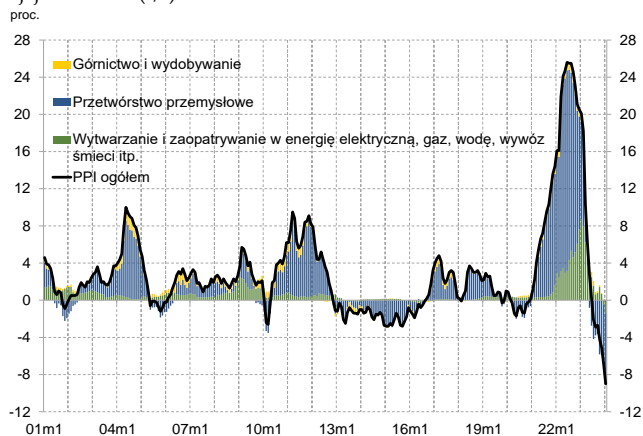 proc.
28 28
24 24
20 20
16 16
12 12
8 8
4 4
0 0
-4 -4
-8 -8
-12 -12
Górnictwo i wydobywanie
Przetwórstwo przemysłowe
Wytwarzanie i zaopatrywanie w energię elektryczną, gaz, wodę, wywóz
śmieci itp.
PPI ogółem
01m1 04m1 07m1 10m1 13m1 16m1 19m1 22m1